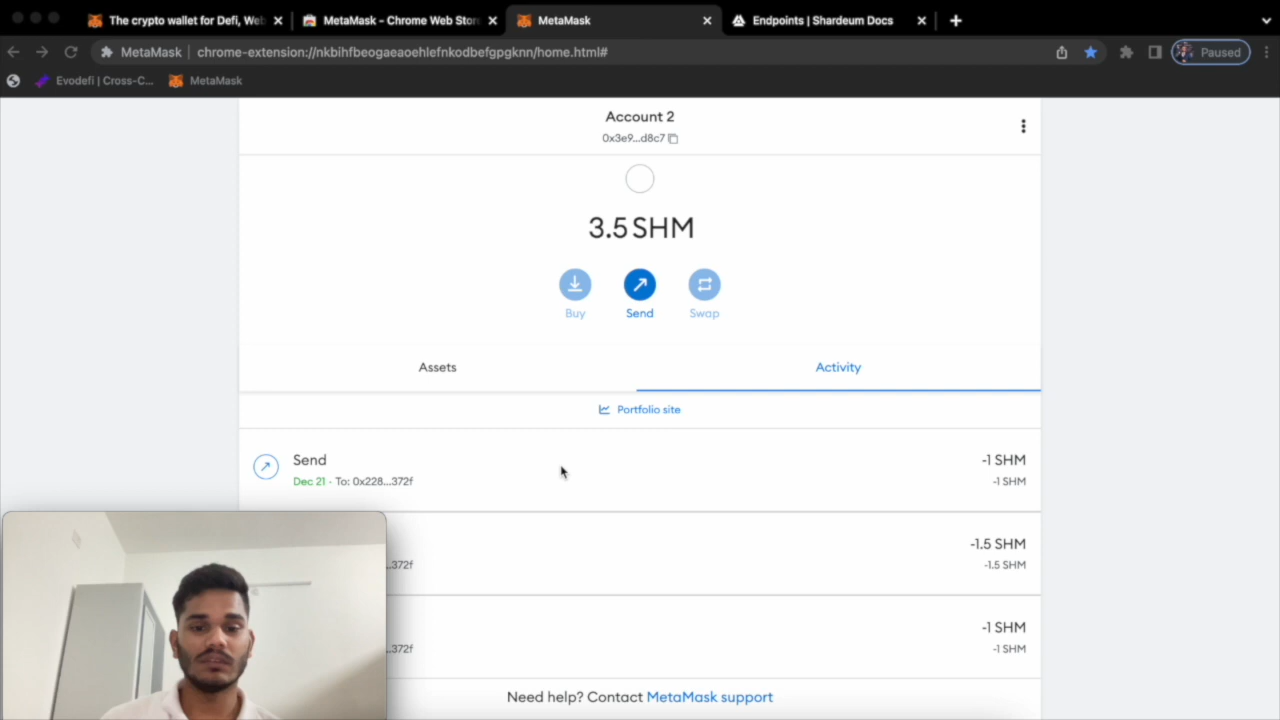 The crypto wallet for Defi, Web
MetaMask - Chrome Web Stor
MetaMask
Endpoints | Shardeum Docs
MetaMask
chrome-extension://nkbihfbeogaeaoehlefnkodbefgpgknn/home.html#
Paused
Evodefi | Cross-C...
MetaMask
Account 2
0x3e9...d8c7
3.5 SHM
Buy
Send
Swap
Assets
Activity
Portfolio site
Send
-1 SHM
Dec 21 · To: 0x228...372f
-1 SHM
-1.5 SHM
...372f
-1.5 SHM
-1 SHM
...372f
-1 SHM
Need help? Contact MetaMask support